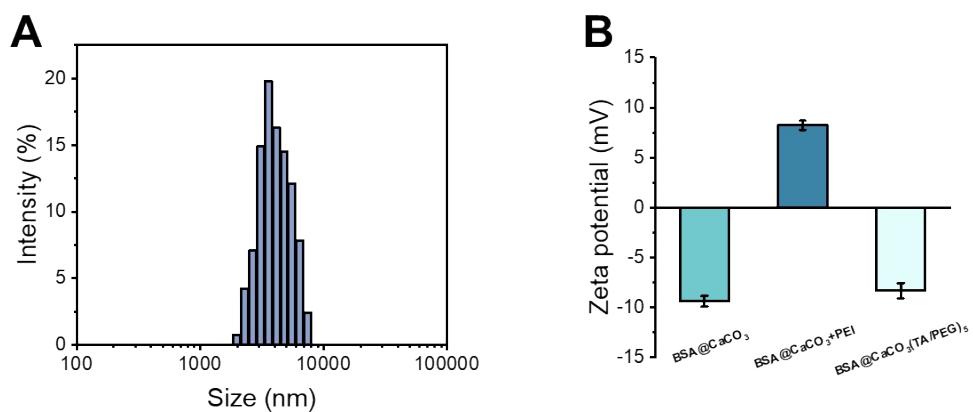 A
Intensity (%)
20
15
10
5
0
100
1000
10000
100000
Size (nm)
B
Zeta potential (mV)
15
10
5
0
-5
-10
-15
BSA@CaCO₃
BSA@CaCO₃+PEI
BSA@CaCO₃(TA/PEG)₅